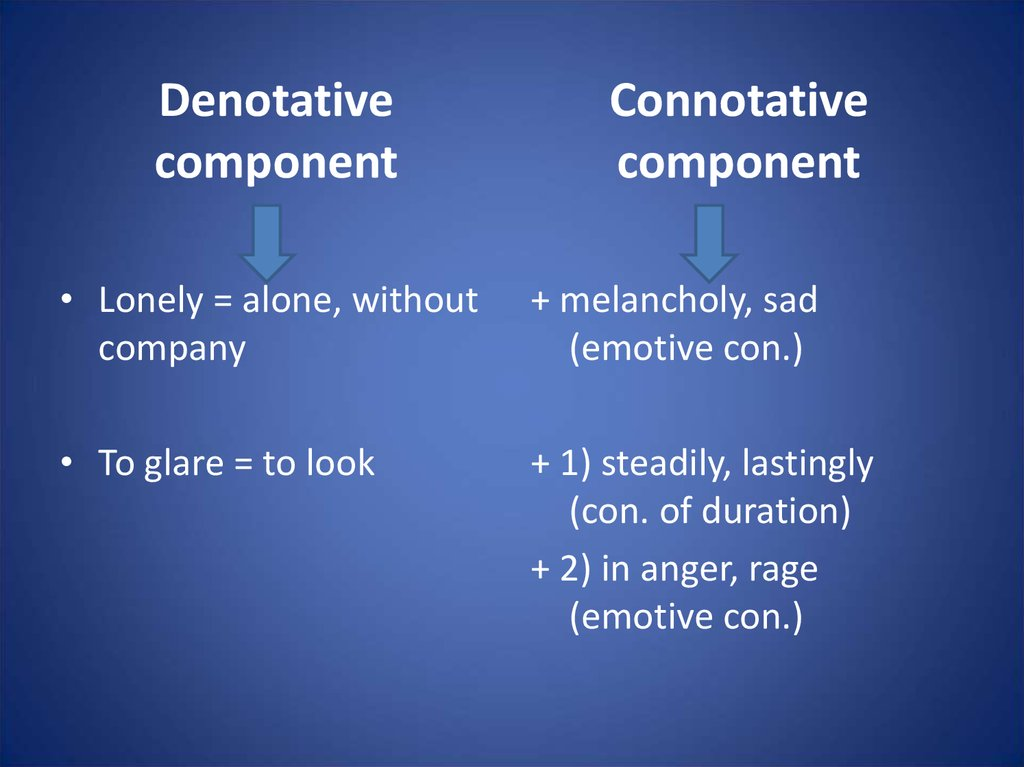 Denotative
component
Connotative
component
• Lonely = alone, without
company
+ melancholy, sad
(emotive con.)
• To glare = to look
+ 1) steadily, lastingly
(con. of duration)
+ 2) in anger, rage
(emotive con.)